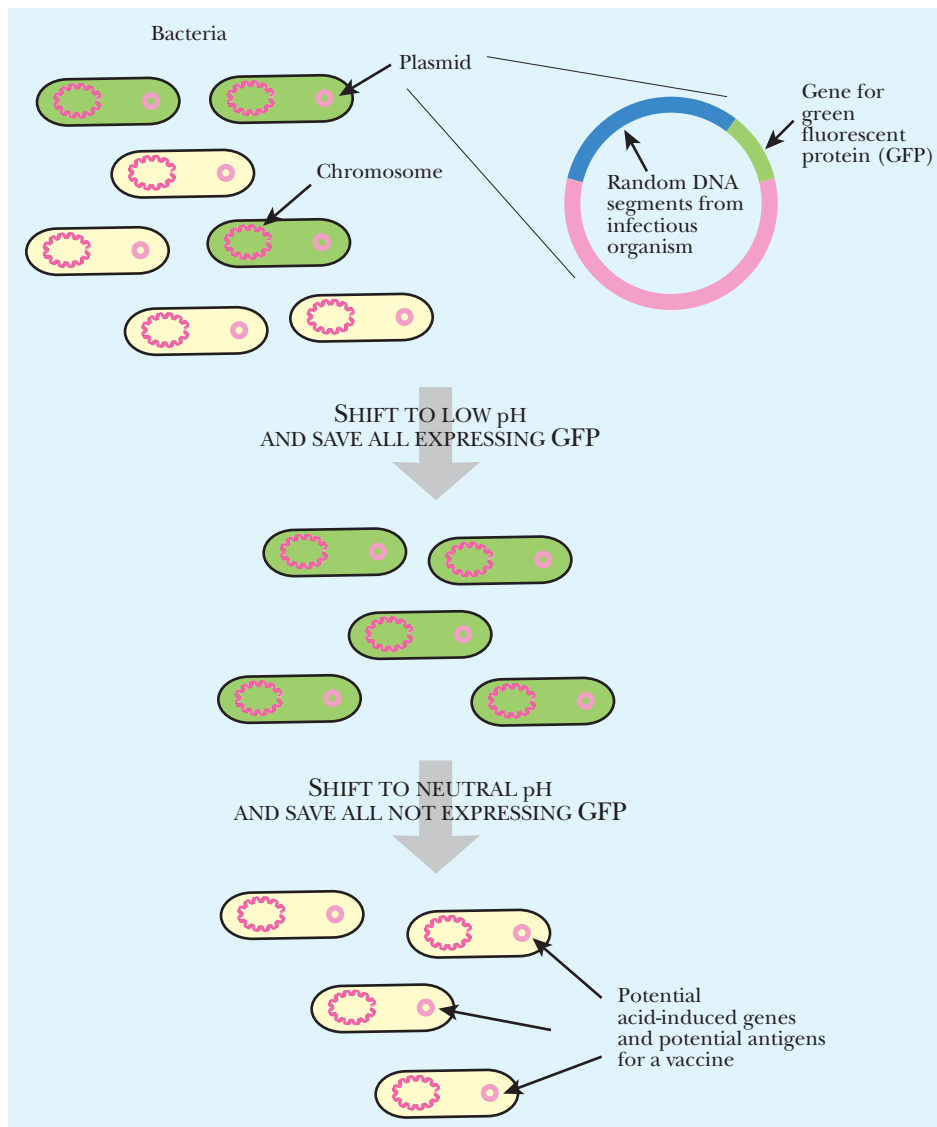 Bacteria
Plasmid
Gene for
green
fluorescent
protein (GFP)
Random DNA
segments from
infectious
organism
Chromosome
SHIFT TO LOW pH
AND SAVE ALL EXPRESSING GFP
SHIFT TO NEUTRAL pH
AND SAVE ALL NOT EXPRESSING GFP
Potential
acid-induced genes
and potential antigens
for a vaccine